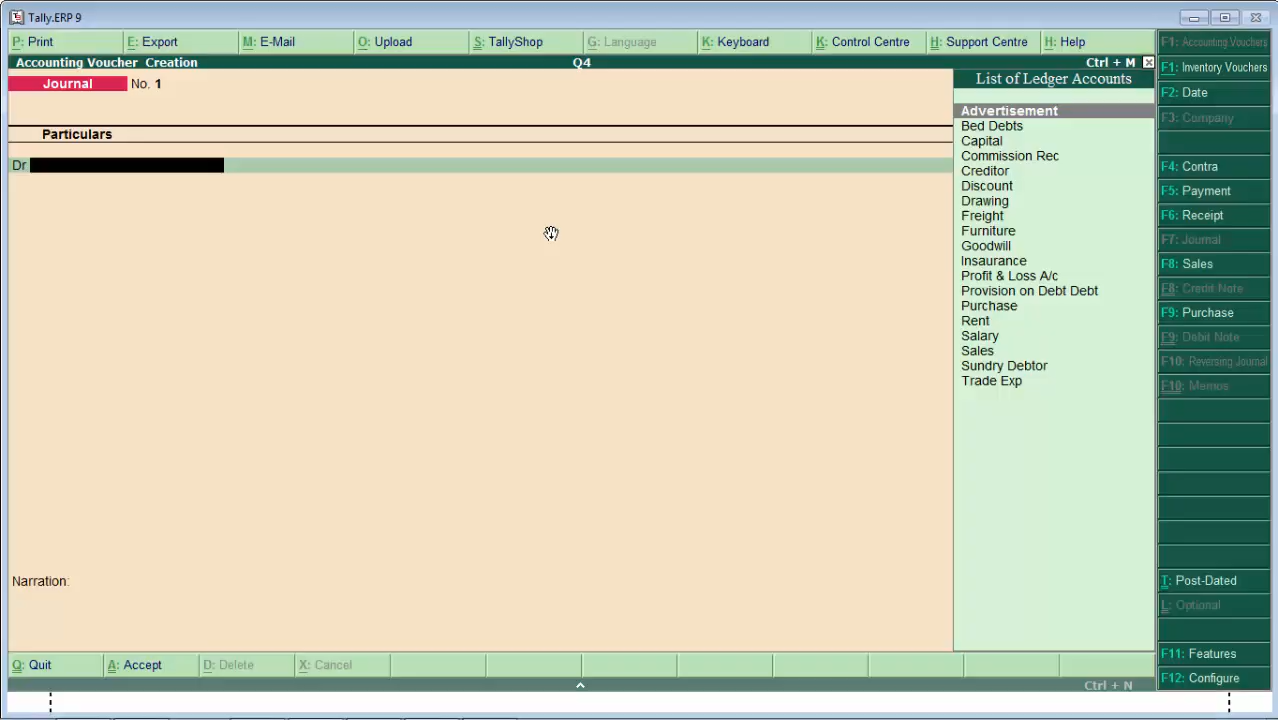 Tally.ERP 9
P: Print E: Export M: E-Mail O: Upload S: TallyShop G: Language K: Keyboard K: Control Centre H: Support Centre H: Help
Accounting Voucher Creation Q4 Ctrl + M
Journal No. 1
Particulars
Dr
Narration:
List of Ledger Accounts
Advertisement
Bed Debts
Capital
Commission Rec
Creditor
Discount
Drawing
Freight
Furniture
Goodwill
Insaurance
Profit & Loss A/c
Provision on Debt Debt
Purchase
Rent
Salary
Sales
Sundry Debtor
Trade Exp
F1: Accounting Vouchers
F1: Inventory Vouchers
F2: Date
F3: Company
F4: Contra
F5: Payment
F6: Receipt
F7: Journal
F8: Sales
F8: Credit Note
F9: Purchase
F9: Debit Note
F10: Reversing Journal
F10: Memos
T: Post-Dated
L: Optional
F11: Features
F12: Configure
Q: Quit A: Accept D: Delete X: Cancel
Ctrl + N